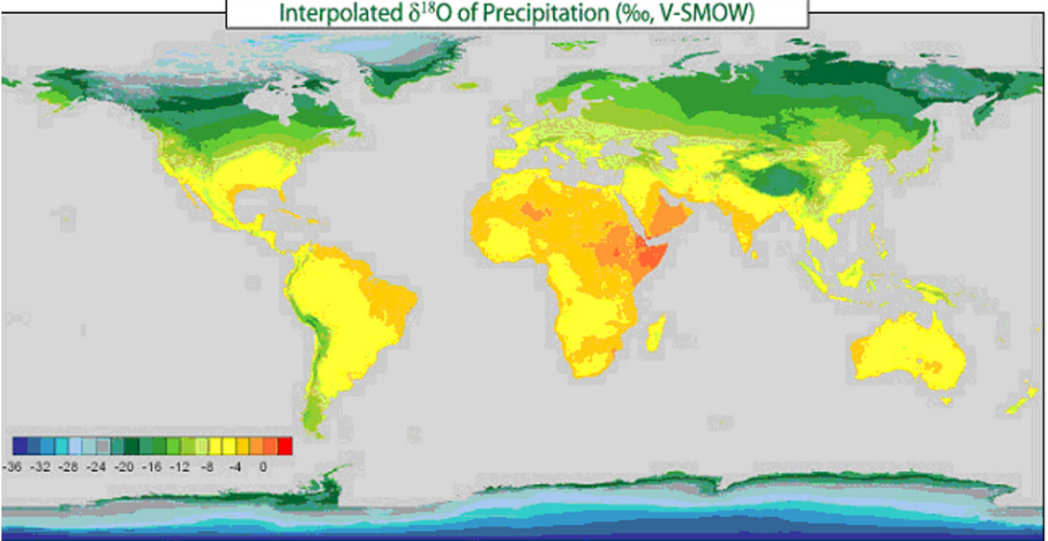 Interpolated δ¹⁸O of Precipitation (‰, V-SMOW)
-36 -32 -28 -24 -20 -16 -12 -8 -4 0